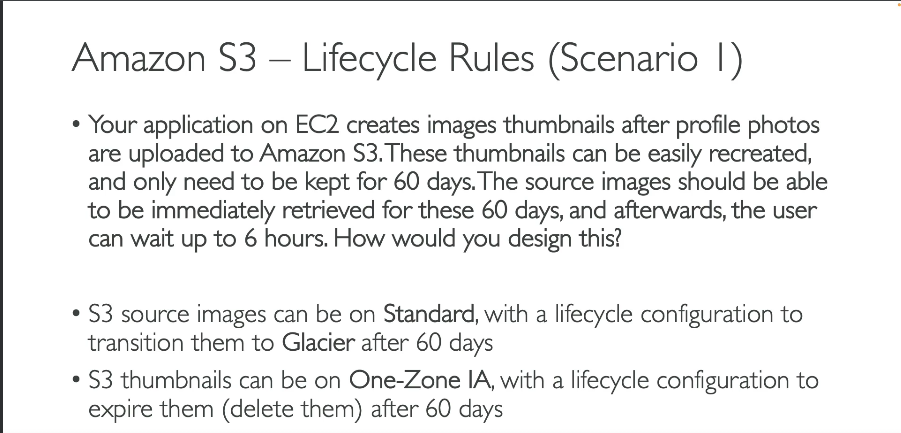 Amazon S3 – Lifecycle Rules (Scenario 1)
• Your application on EC2 creates images thumbnails after profile photos
are uploaded to Amazon S3. These thumbnails can be easily recreated,
and only need to be kept for 60 days. The source images should be able
to be immediately retrieved for these 60 days, and afterwards, the user
can wait up to 6 hours. How would you design this?
• S3 source images can be on Standard, with a lifecycle configuration to
transition them to Glacier after 60 days
• S3 thumbnails can be on One-Zone IA, with a lifecycle configuration to
expire them (delete them) after 60 days